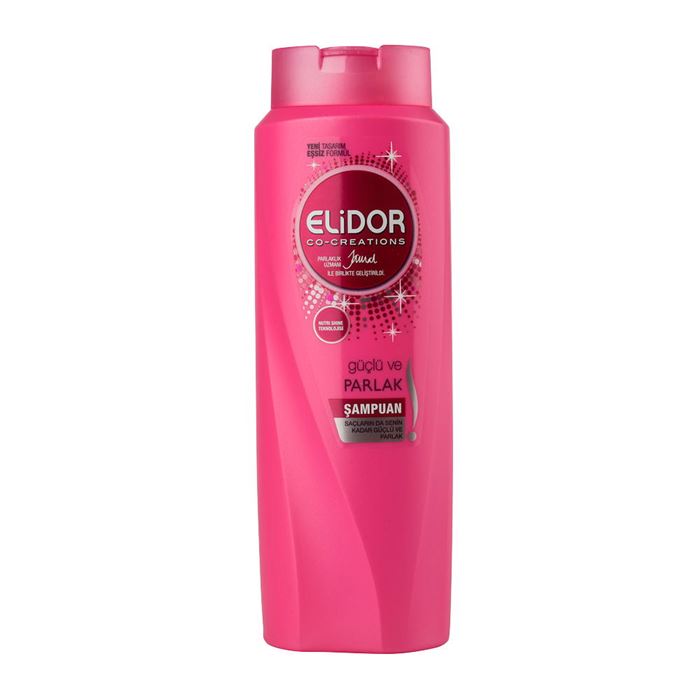 YENİ TASARIM
EŞSİZ FORMÜL
ELiDOR
CO-CREATIONS
PARLAKLIK
UZMANI
İLE BİRLİKTE GELİŞTİRİLDİ.
NUTRI SHINE
TEKNOLOJİSİ
güçlü ve
PARLAK
ŞAMPUAN
SAÇLARIN DA SENİN
KADAR GÜÇLÜ VE
PARLAK